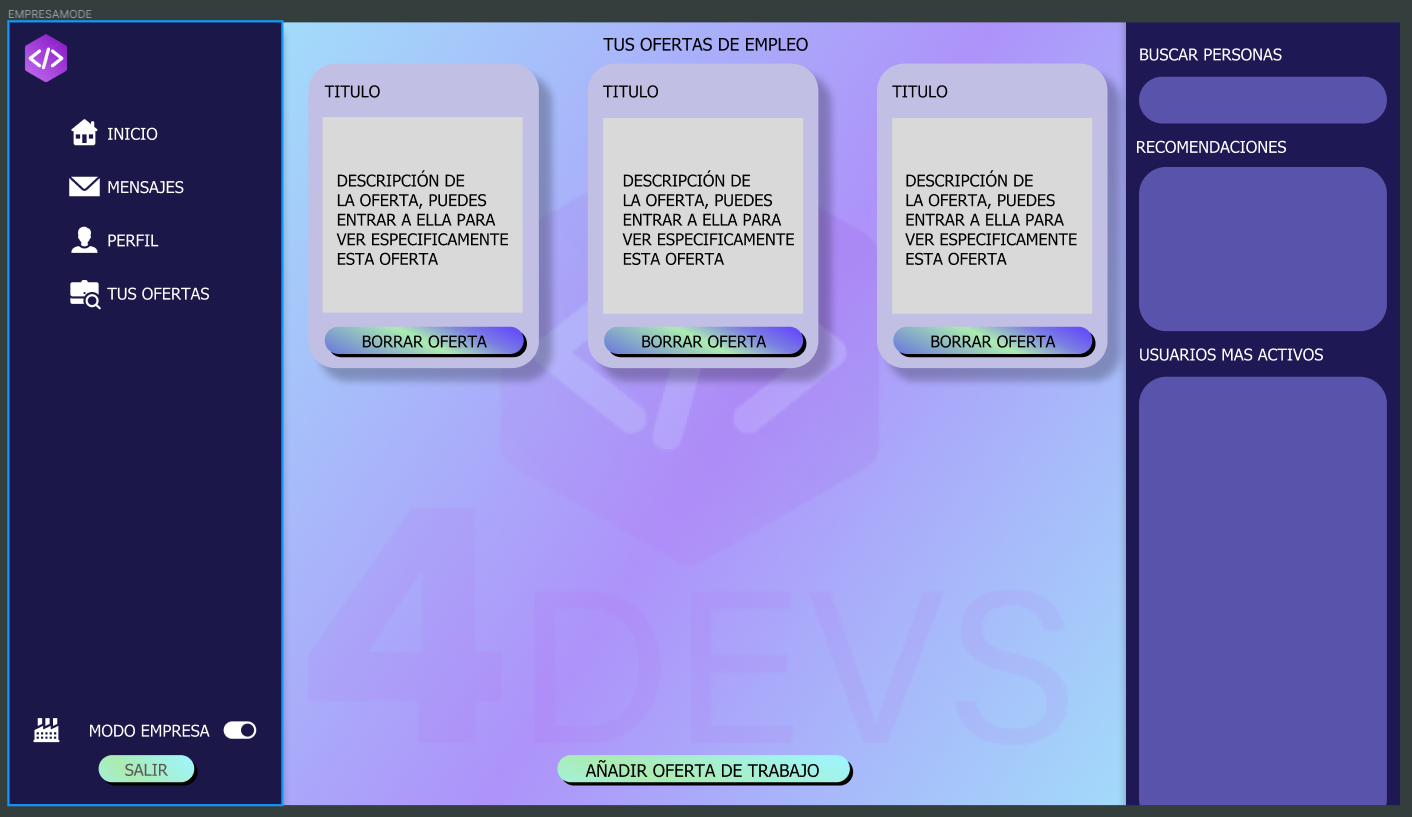 EMPRESAMODE
</>
INICIO
MENSAJES
PERFIL
TUS OFERTAS
MODO EMPRESA
SALIR
TUS OFERTAS DE EMPLEO
TITULO
DESCRIPCIÓN DE
LA OFERTA, PUEDES
ENTRAR A ELLA PARA
VER ESPECIFICAMENTE
ESTA OFERTA
BORRAR OFERTA
TITULO
DESCRIPCIÓN DE
LA OFERTA, PUEDES
ENTRAR A ELLA PARA
VER ESPECIFICAMENTE
ESTA OFERTA
BORRAR OFERTA
TITULO
DESCRIPCIÓN DE
LA OFERTA, PUEDES
ENTRAR A ELLA PARA
VER ESPECIFICAMENTE
ESTA OFERTA
BORRAR OFERTA
</>
4DEVS
AÑADIR OFERTA DE TRABAJO
BUSCAR PERSONAS
RECOMENDACIONES
USUARIOS MAS ACTIVOS